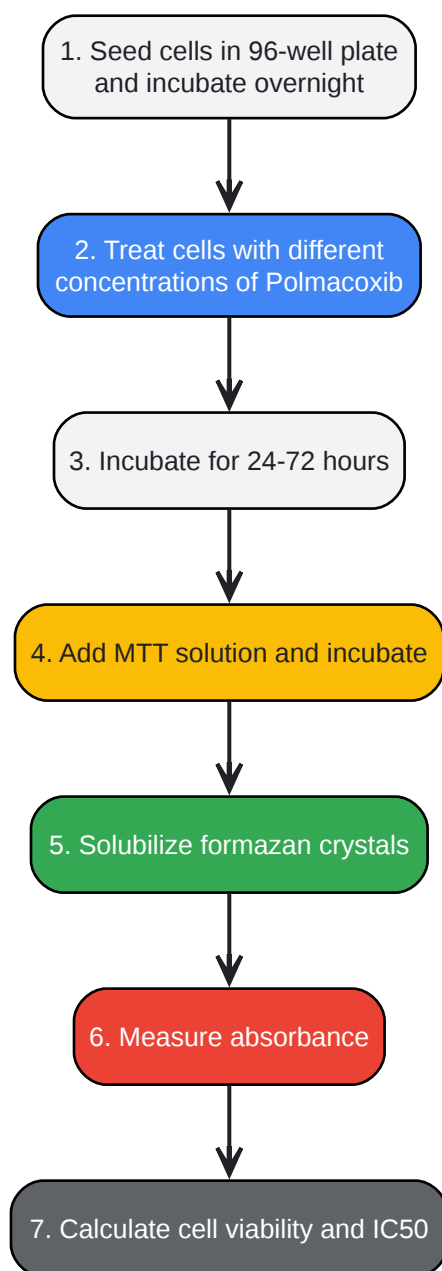 1. Seed cells in 96-well plate
and incubate overnight
2. Treat cells with different
concentrations of Polmacoxib
3. Incubate for 24-72 hours
4. Add MTT solution and incubate
5. Solubilize formazan crystals
6. Measure absorbance
7. Calculate cell viability and IC50